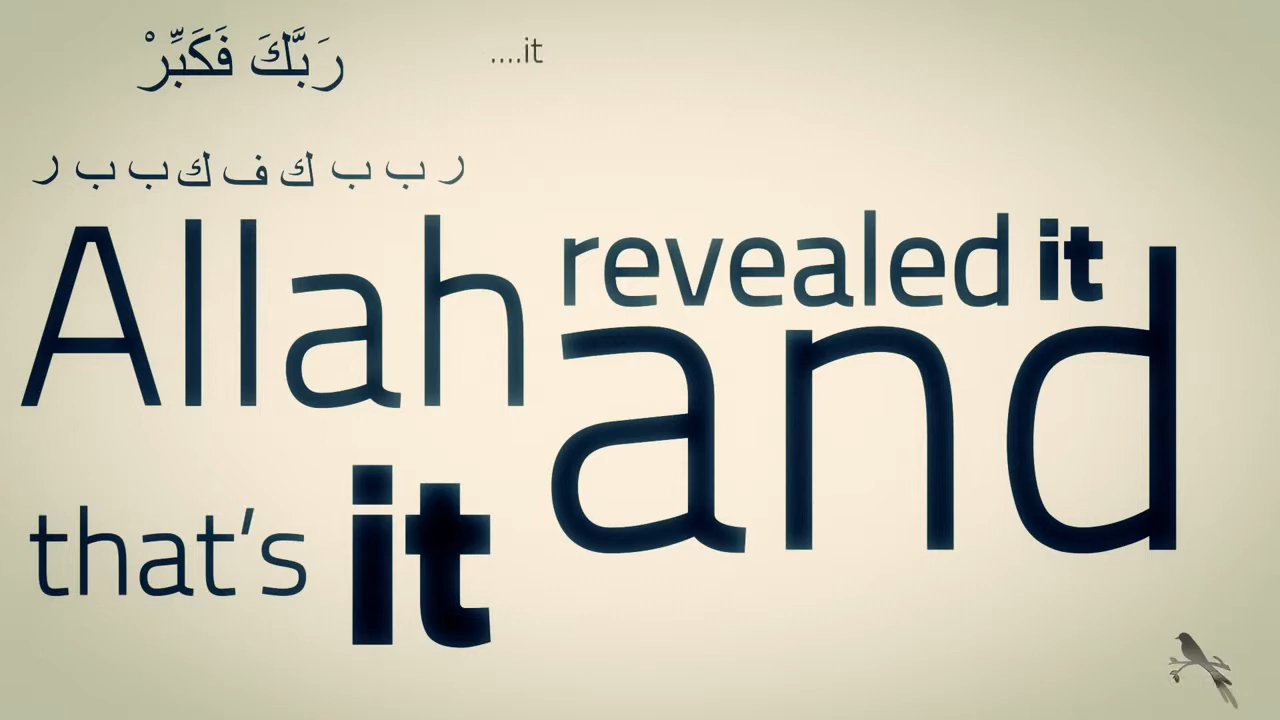 رَبَّكَ فَكَبِّرْ
....it
ر ب ب ك ف ك ب ب ر
Allah revealed it
and
that's it